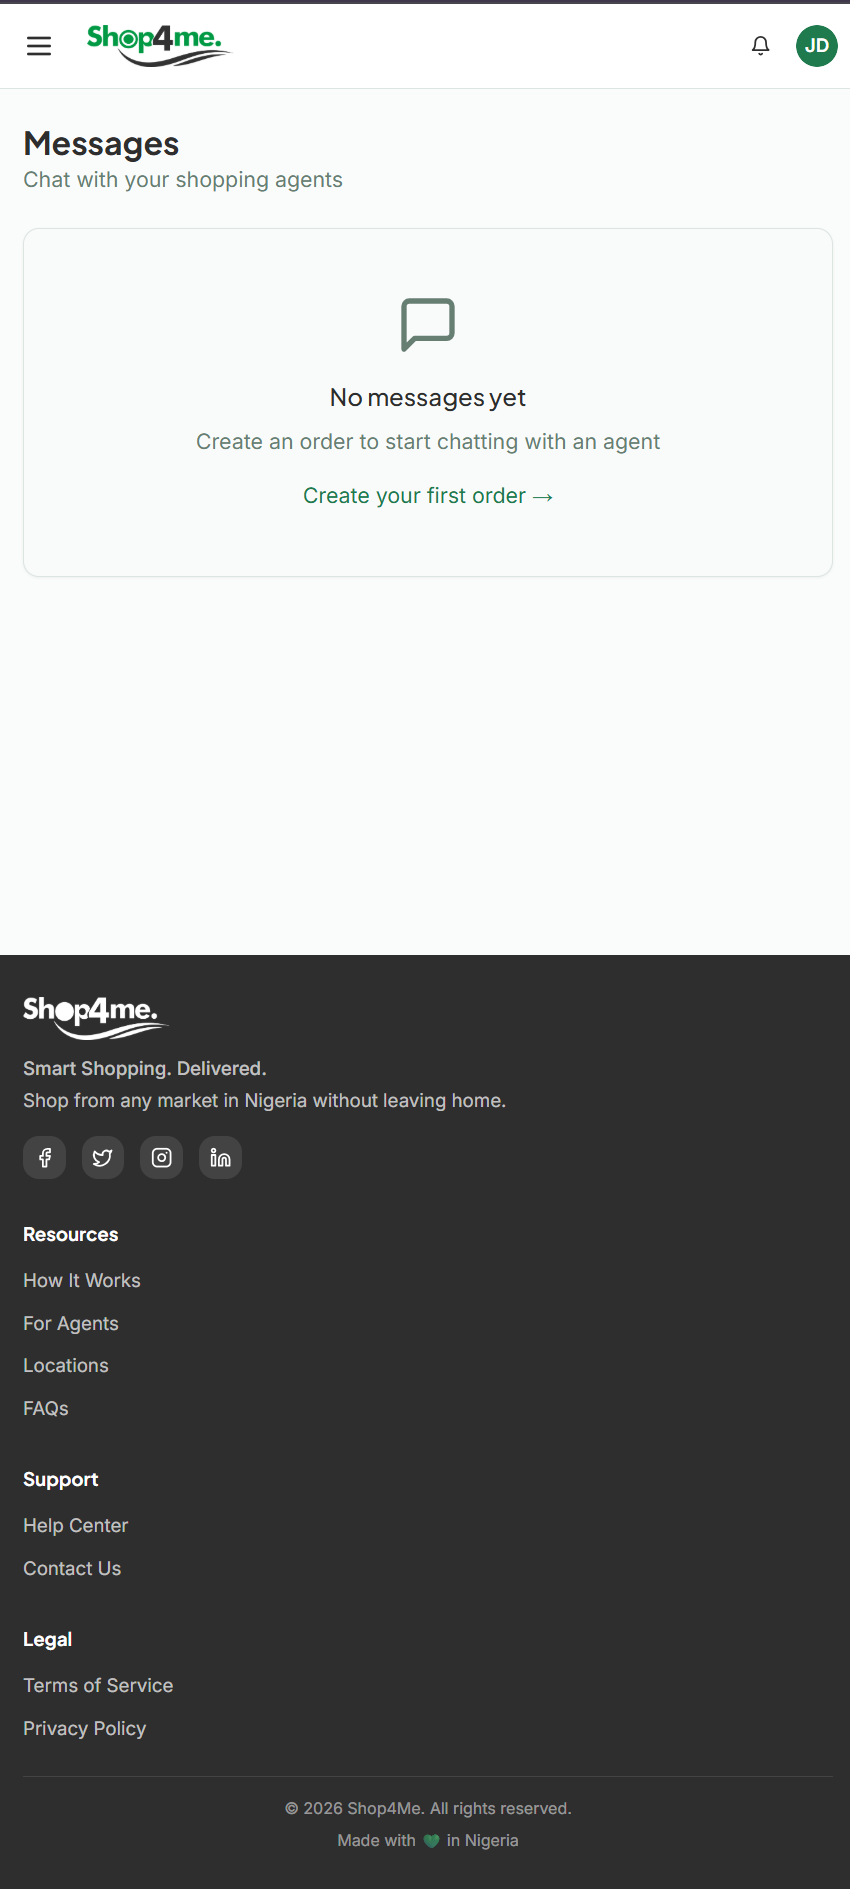 Shop4me.
JD
Messages
Chat with your shopping agents
No messages yet
Create an order to start chatting with an agent
Create your first order →
Shop4me.
Smart Shopping. Delivered.
Shop from any market in Nigeria without leaving home.
Resources
How It Works
For Agents
Locations
FAQs
Support
Help Center
Contact Us
Legal
Terms of Service
Privacy Policy
© 2026 Shop4Me. All rights reserved.
Made with 💚 in Nigeria